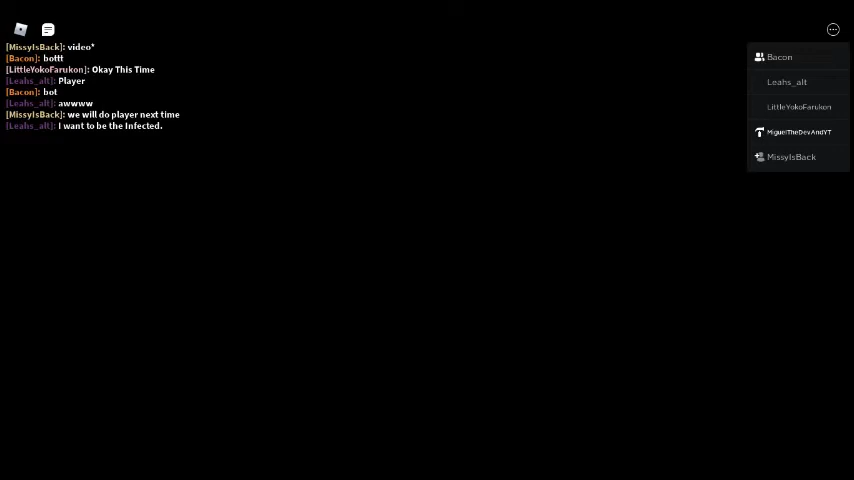 [MissyIsBack]: video*
[Bacon]: bottt
[LittleYokoFarukon]: Okay This Time
[Leahs_alt]: Player
[Bacon]: bot
[Leahs_alt]: awwww
[MissyIsBack]: we will do player next time
[Leahs_alt]: I want to be the Infected.
Bacon
Leahs_alt
LittleYokoFarukon
MiguelTheDevAndYT
MissyIsBack